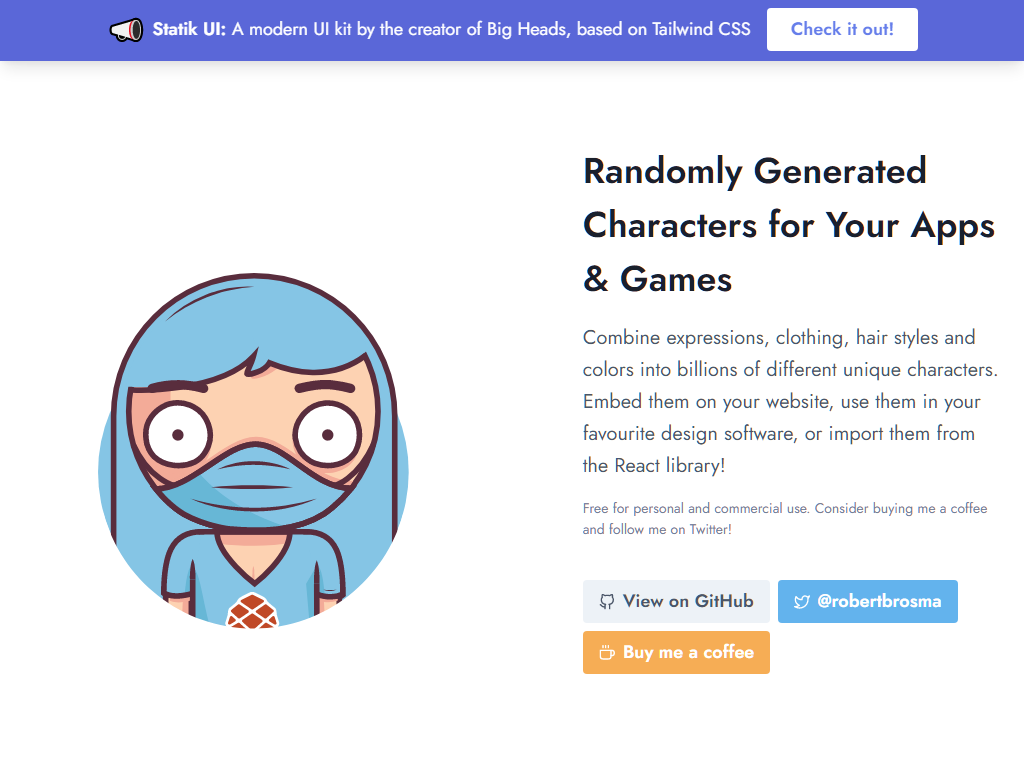 Statik UI: A modern UI kit by the creator of Big Heads, based on Tailwind CSS
Check it out!
Randomly Generated
Characters for Your Apps
& Games
Combine expressions, clothing, hair styles and
colors into billions of different unique characters.
Embed them on your website, use them in your
favourite design software, or import them from
the React library!
Free for personal and commercial use. Consider buying me a coffee
and follow me on Twitter!
View on GitHub
@robertbrosma
Buy me a coffee